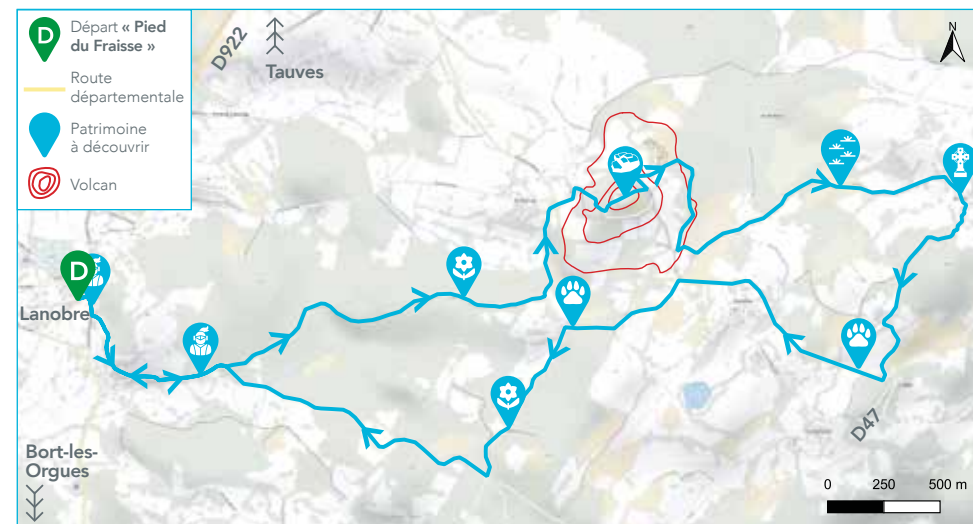 D
Départ « Pied
du Fraisse »
Route
départementale
Patrimoine
à découvrir
Volcan
D922
Tauves
N
D
Lanobre
Bort-les-
Orgues
D47
0 250 500 m